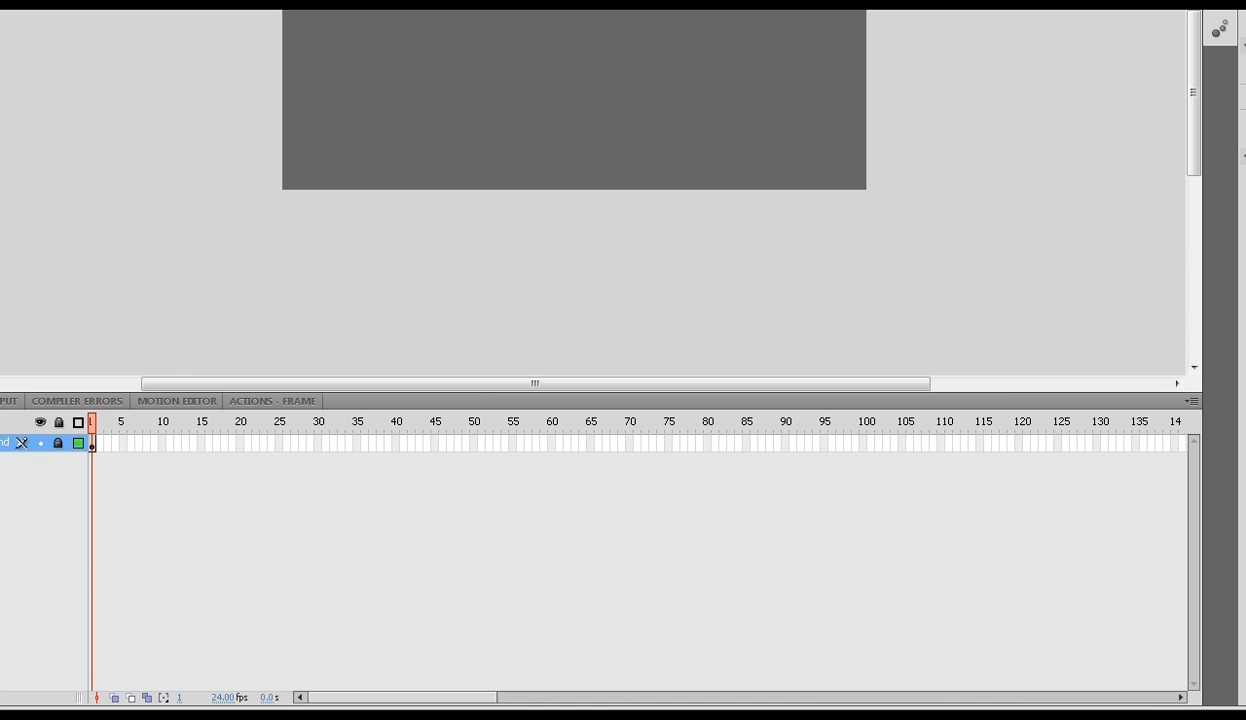 PUT COMPILER ERRORS MOTION EDITOR ACTIONS - FRAME
1 5 10 15 20 25 30 35 40 45 50 55 60 65 70 75 80 85 90 95 100 105 110 115 120 125 130 135 14
nd
1 24.00 fps 0.0 s